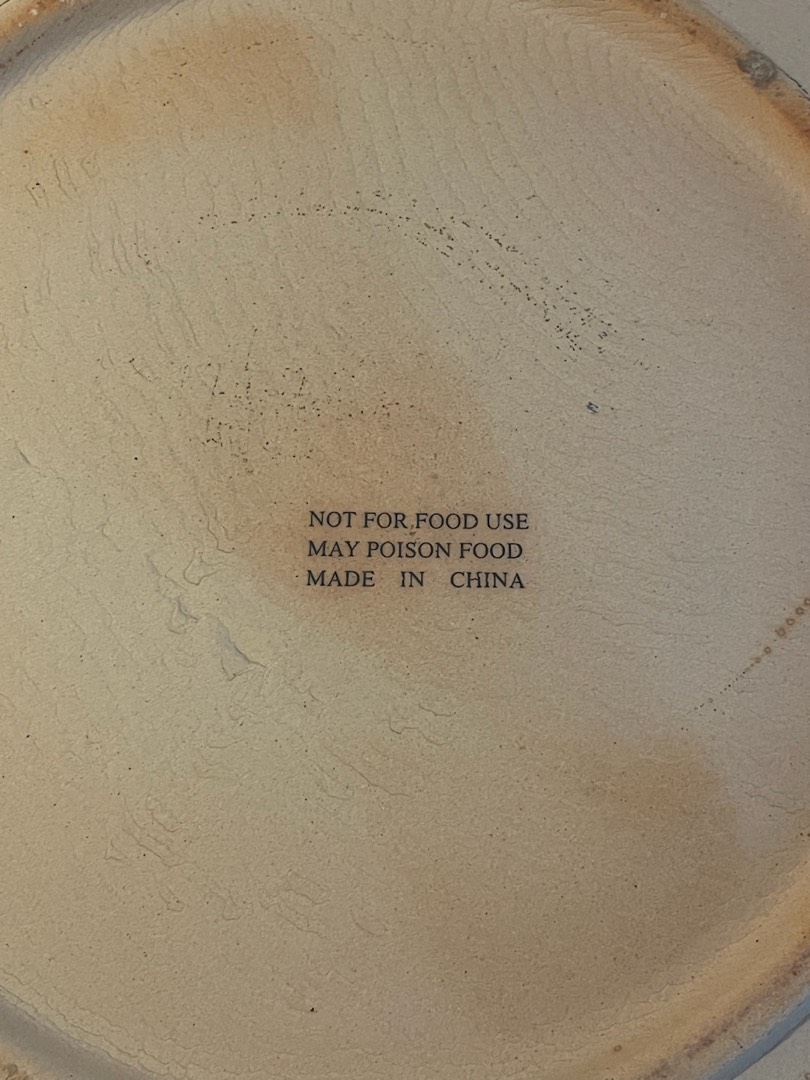 NOT FOR FOOD USE
MAY POISON FOOD
MADE IN CHINA